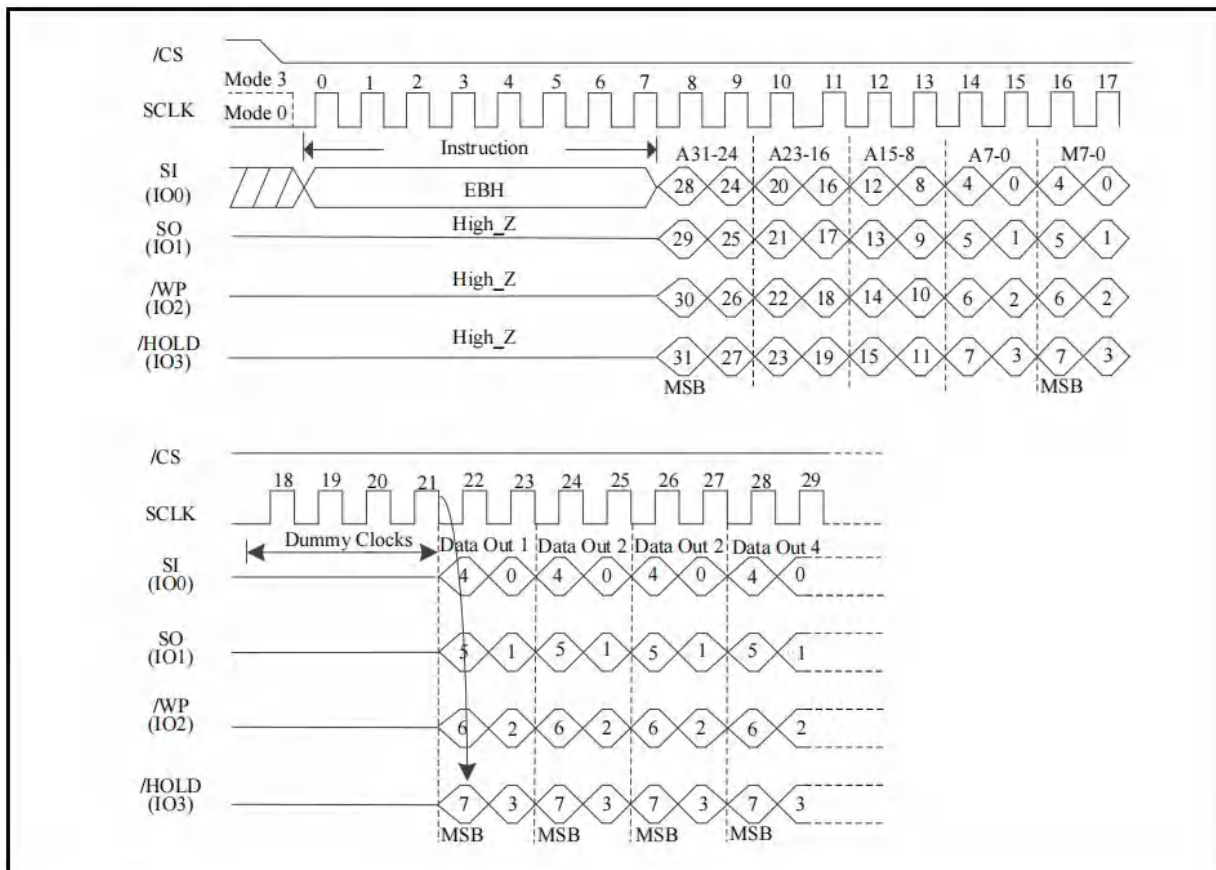 /CS
Mode 3
0 1 2 3 4 5 6 7 8 9 10 11 12 13 14 15 16 17
SCLK
Mode 0
Instruction
A31-24 A23-16 A15-8 A7-0 M7-0
SI
(IO0)
EBH
28 24 20 16 12 8 4 0 4 0
SO
(IO1)
High_Z
29 25 21 17 13 9 5 1 5 1
/WP
(IO2)
High_Z
30 26 22 18 14 10 6 2 6 2
/HOLD
(IO3)
High_Z
31 27 23 19 15 11 7 3 7 3
MSB MSB
/CS
18 19 20 21 22 23 24 25 26 27 28 29
SCLK
Dummy Clocks
Data Out 1 Data Out 2 Data Out 2 Data Out 4
SI
(IO0)
4 0 4 0 4 0 4 0
SO
(IO1)
5 1 5 1 5 1 5 1
/WP
(IO2)
6 2 6 2 6 2 6 2
/HOLD
(IO3)
7 3 7 3 7 3 7 3
MSB MSB MSB MSB